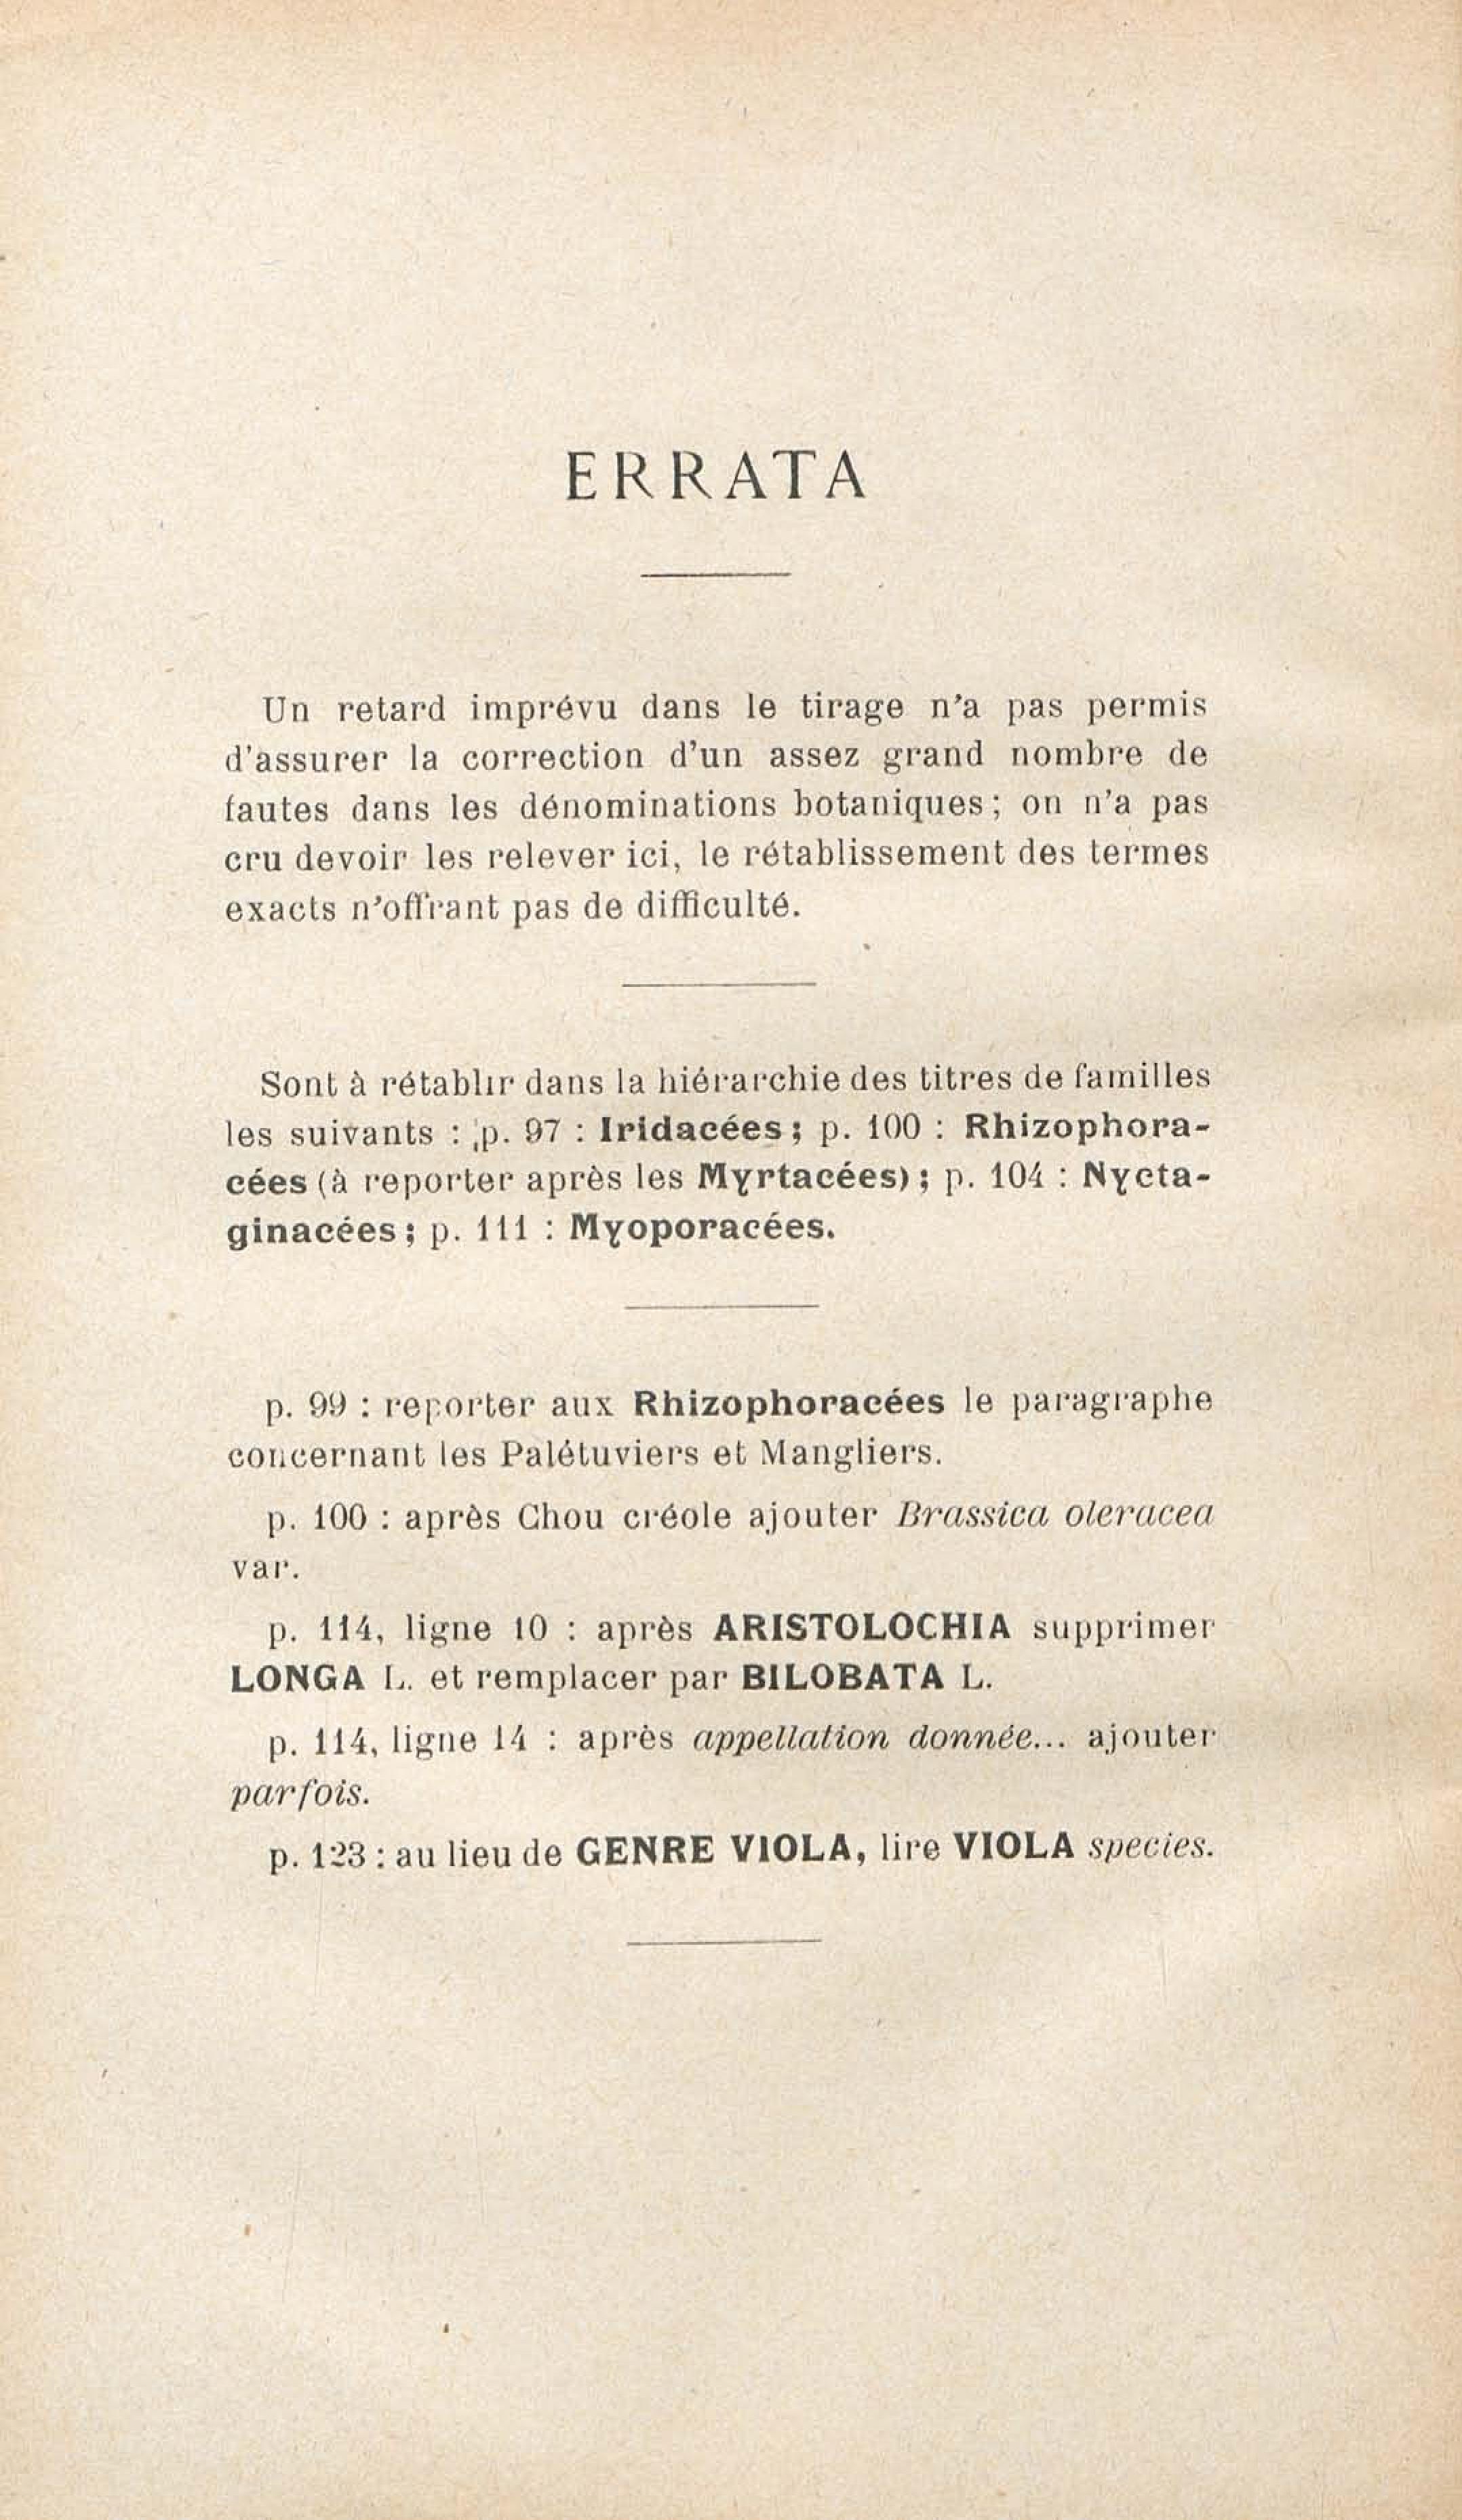 ERRATA
Un retard imprévu dans le tirage n'a pas permis
d'assurer la correction d'un assez grand nombre de
fautes dans les dénominations botaniques; on n'a pas
cru devoir les relever ici, le rétablissement des termes
exacts n'offrant pas de difficulté.
Sont à rétablir dans la hiérarchie des titres de familles
les suivants : p. 97 : Iridacées; p. 100 : Rhizophora-
cées (à reporter après les Myrtacées); p. 104 : Nycta-
ginacées; p. 111 : Myoporacées.
p. 99 : reporter aux Rhizophoracées le paragraphe
concernant les Palétuviers et Mangliers.
p. 100 : après Chou créole ajouter Brassica oleracea
var.
p. 114, ligne 10 : après ARISTOLOCHIA supprimer
LONGA L. et remplacer par BILOBATA L.
p. 114, ligne 14 : après appellation donnée... ajouter
parfois.
p. 123 : au lieu de GENRE VIOLA, lire VIOLA species.